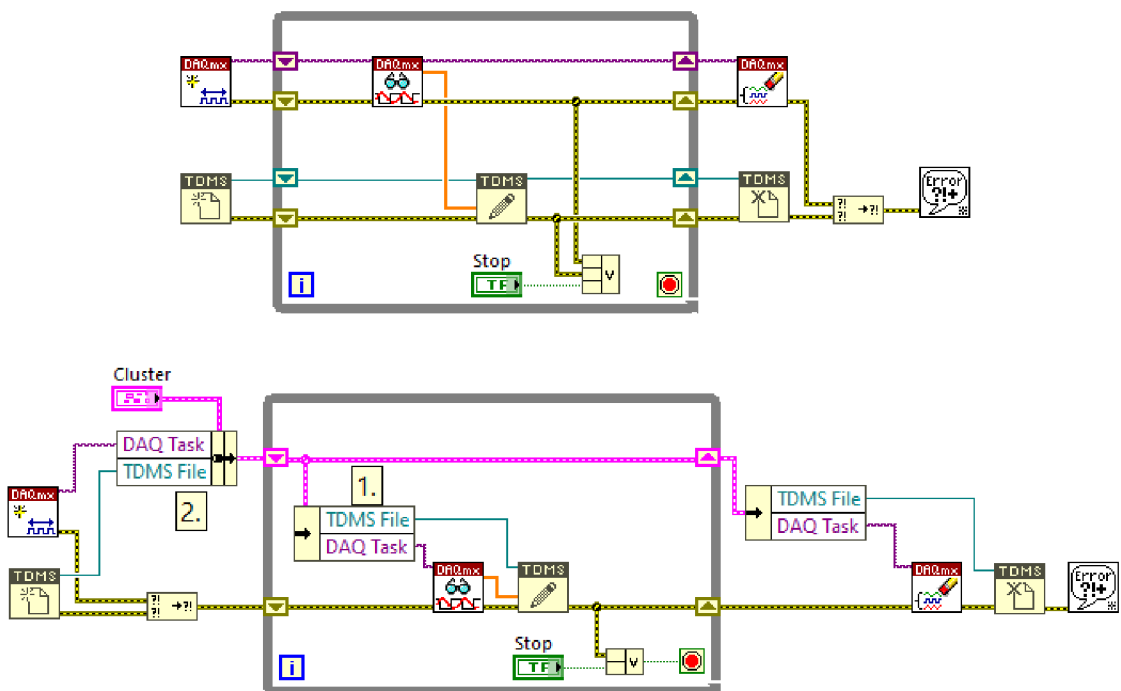 DAQmx
DAQmx
DAQmx
TDMS
TDMS
TDMS
Error
?!+
?!
?!
→?!
Stop
TF
V
i
Cluster
DAQ Task
TDMS File
2.
DAQmx
TDMS
?!
?!
→?!
1.
TDMS File
DAQ Task
DAQmx
TDMS
Stop
TF
V
i
TDMS File
DAQ Task
DAQmx
TDMS
Error
?!+